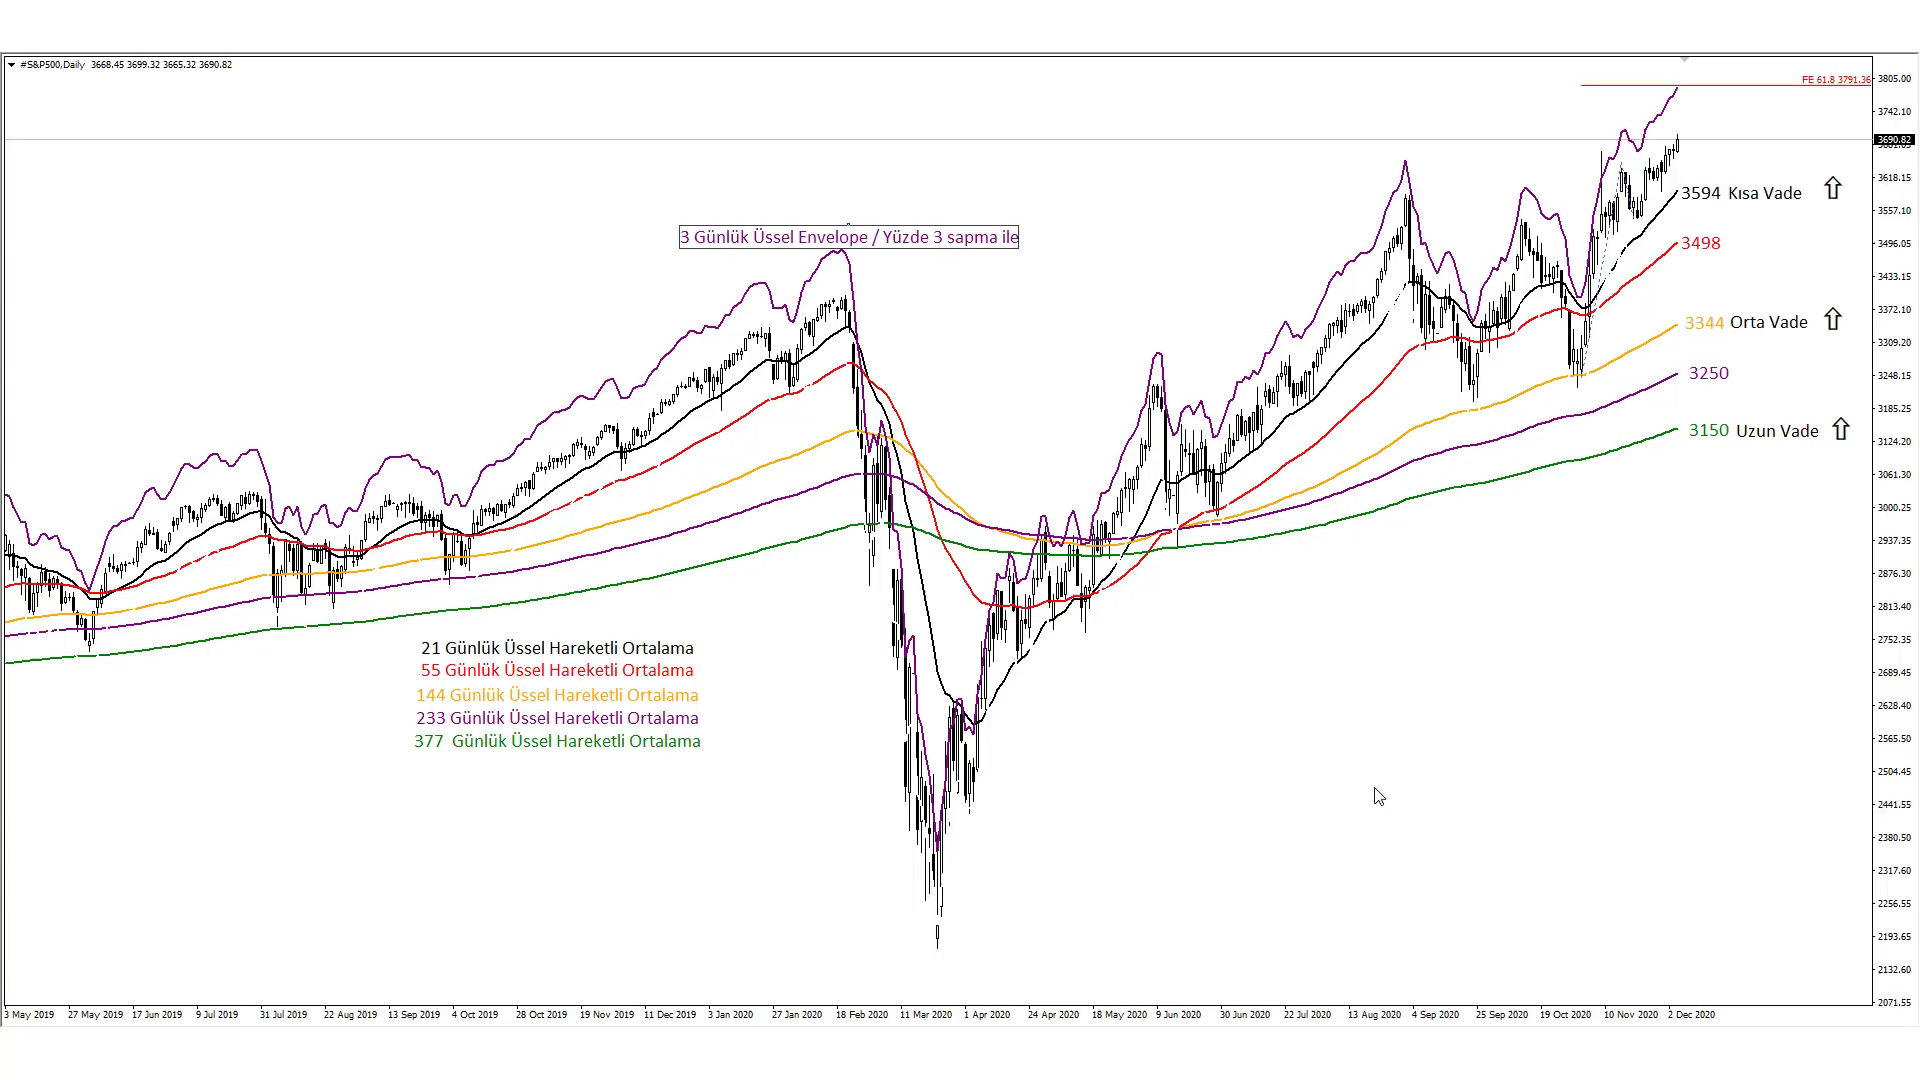 #S&P500,Daily 3668.45 3699.32 3665.32 3690.82
FE 61.8 3791.36
3 Günlük Üssel Envelope / Yüzde 3 sapma ile
3594 Kısa Vade
3498
3344 Orta Vade
3250
3150 Uzun Vade
21 Günlük Üssel Hareketli Ortalama
55 Günlük Üssel Hareketli Ortalama
144 Günlük Üssel Hareketli Ortalama
233 Günlük Üssel Hareketli Ortalama
377 Günlük Üssel Hareketli Ortalama
3805.00
3742.10
3690.82
3618.15
3557.10
3496.05
3433.15
3372.10
3309.20
3248.15
3185.25
3124.20
3061.30
3000.25
2937.35
2876.30
2813.40
2752.35
2689.45
2628.40
2565.50
2504.45
2441.55
2380.50
2317.60
2256.55
2193.65
2132.60
2071.55
3 May 2019 27 May 2019 17 Jun 2019 9 Jul 2019 31 Jul 2019 22 Aug 2019 13 Sep 2019 4 Oct 2019 28 Oct 2019 19 Nov 2019 11 Dec 2019 3 Jan 2020 27 Jan 2020 18 Feb 2020 11 Mar 2020 1 Apr 2020 24 Apr 2020 18 May 2020 9 Jun 2020 30 Jun 2020 22 Jul 2020 13 Aug 2020 4 Sep 2020 25 Sep 2020 19 Oct 2020 10 Nov 2020 2 Dec 2020